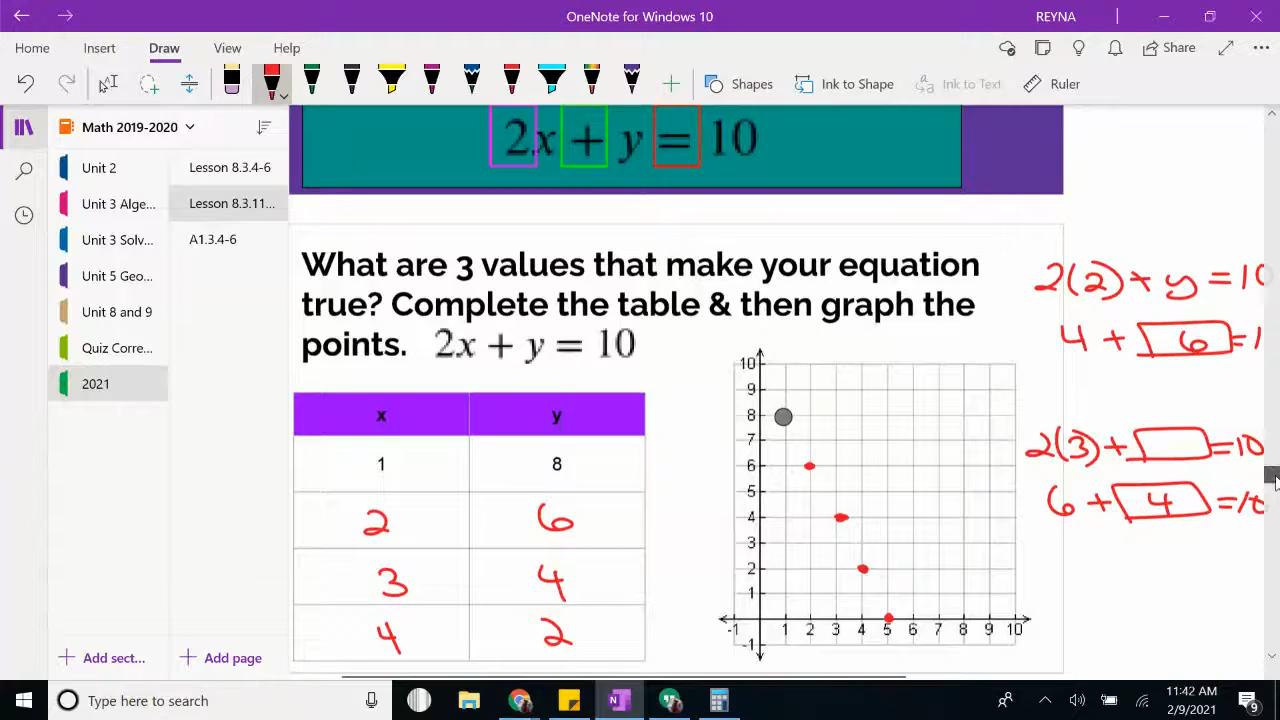 OneNote for Windows 10
REYNA
Home
Insert
Draw
View
Help
Share
Shapes
Ink to Shape
Ink to Text
Ruler
Math 2019-2020
Unit 2
Unit 3 Alge...
Unit 3 Solv...
Unit 5 Geo...
Unit 8 and 9
Quiz Corre...
2021
Lesson 8.3.4-6
Lesson 8.3.11...
A1.3.4-6
Add sect...
Add page
2x + y = 10
What are 3 values that make your equation
true? Complete the table & then graph the
points. 2x + y = 10
x y
1 8
2 6
3 4
4 2
10
9
8
7
6
5
4
3
2
1
-1 1 2 3 4 5 6 7 8 9 10
-1
2(2) + y = 10
4 + 6 = 1
2(3) + = 10
6 + 4 = 10
Type here to search
11:42 AM
2/9/2021
9